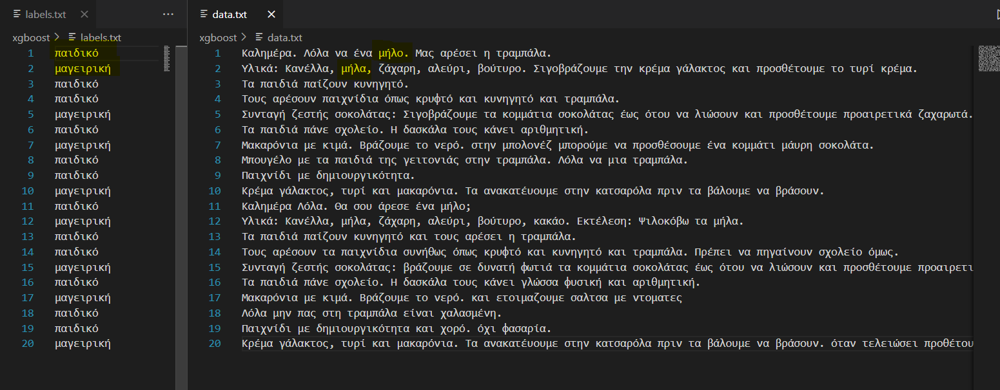 labels.txt × ···
xgboost > labels.txt
1 παιδικό
2 μαγειρική
3 παιδικό
4 παιδικό
5 μαγειρική
6 παιδικό
7 μαγειρική
8 παιδικό
9 παιδικό
10 μαγειρική
11 παιδικό
12 μαγειρική
13 παιδικό
14 παιδικό
15 μαγειρική
16 παιδικό
17 μαγειρική
18 παιδικό
19 παιδικό
20 μαγειρική
data.txt ×
xgboost > data.txt
1 Καλημέρα. Λόλα να ένα μήλο. Μας αρέσει η τραμπάλα.
2 Υλικά: Κανέλλα, μήλα, ζάχαρη, αλεύρι, βούτυρο. Σιγοβράζουμε την κρέμα γάλακτος και προσθέτουμε το τυρί κρέμα.
3 Τα παιδιά παίζουν κυνηγητό.
4 Τους αρέσουν παιχνίδια όπως κρυφτό και κυνηγητό και τραμπάλα.
5 Συνταγή ζεστής σοκολάτας: Σιγοβράζουμε τα κομμάτια σοκολάτας έως ότου να λιώσουν και προσθέτουμε προαιρετικά ζαχαρωτά.
6 Τα παιδιά πάνε σχολείο. Η δασκάλα τους κάνει αριθμητική.
7 Μακαρόνια με κιμά. Βράζουμε το νερό. στην μπολονέζ μπορούμε να προσθέσουμε ένα κομμάτι μάυρη σοκολάτα.
8 Μπουγέλο με τα παιδιά της γειτονιάς στην τραμπάλα. Λόλα να μια τραμπάλα.
9 Παιχνίδι με δημιουργικότητα.
10 Κρέμα γάλακτος, τυρί και μακαρόνια. Τα ανακατέυουμε στην κατσαρόλα πριν τα βάλουμε να βράσουν.
11 Καλημέρα Λόλα. Θα σου άρεσε ένα μήλο;
12 Υλικά: Κανέλλα, μήλα, ζάχαρη, αλεύρι, βούτυρο, κακάο. Εκτέλεση: Ψιλοκόβω τα μήλα.
13 Τα παιδιά παίζουν κυνηγητό και τους αρέσει η τραμπάλα.
14 Τους αρέσουν τα παιχνίδια συνήθως όπως κρυφτό και κυνηγητό και τραμπάλα. Πρέπει να πηγαίνουν σχολείο όμως.
15 Συνταγή ζεστής σοκολάτας: βράζουμε σε δυνατή φωτιά τα κομμάτια σοκολάτας έως ότου να λιώσουν και προσθέτουμε προαιρετι
16 Τα παιδιά πάνε σχολείο. Η δασκάλα τους κάνει γλώσσα φυσική και αριθμητική.
17 Μακαρόνια με κιμά. Βράζουμε το νερό. και ετοιμαζουμε σαλτσα με ντοματες
18 Λόλα μην πας στη τραμπάλα είναι χαλασμένη.
19 Παιχνίδι με δημιουργικότητα και χορό. όχι φασαρία.
20 Κρέμα γάλακτος, τυρί και μακαρόνια. Τα ανακατέυουμε στην κατσαρόλα πριν τα βάλουμε να βράσουν. όταν τελειώσει προθέτου